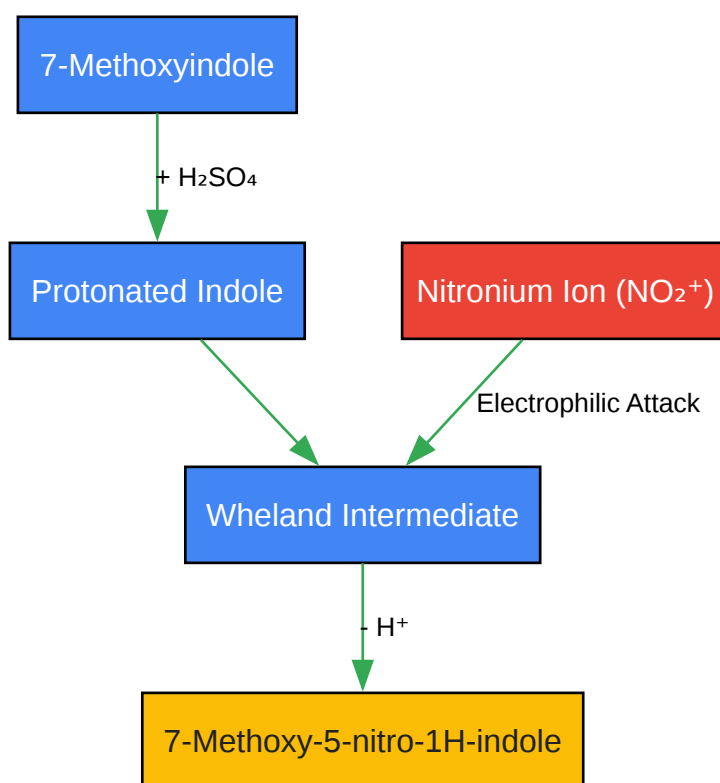 7-Methoxyindole
+ H₂SO₄
Protonated Indole
Nitronium Ion (NO₂⁺)
Electrophilic Attack
Wheland Intermediate
- H⁺
7-Methoxy-5-nitro-1H-indole